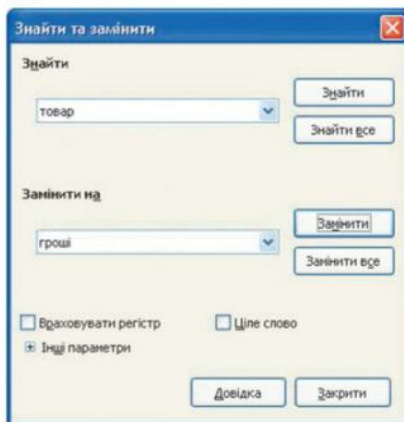 Знайти та замінити
Знайти
товар
Знайти
Знайти все
Замінити на
гроші
Замінити
Замінити все
Враховувати регістр
Ціле слово
Інші параметри
Довідка
Закрити